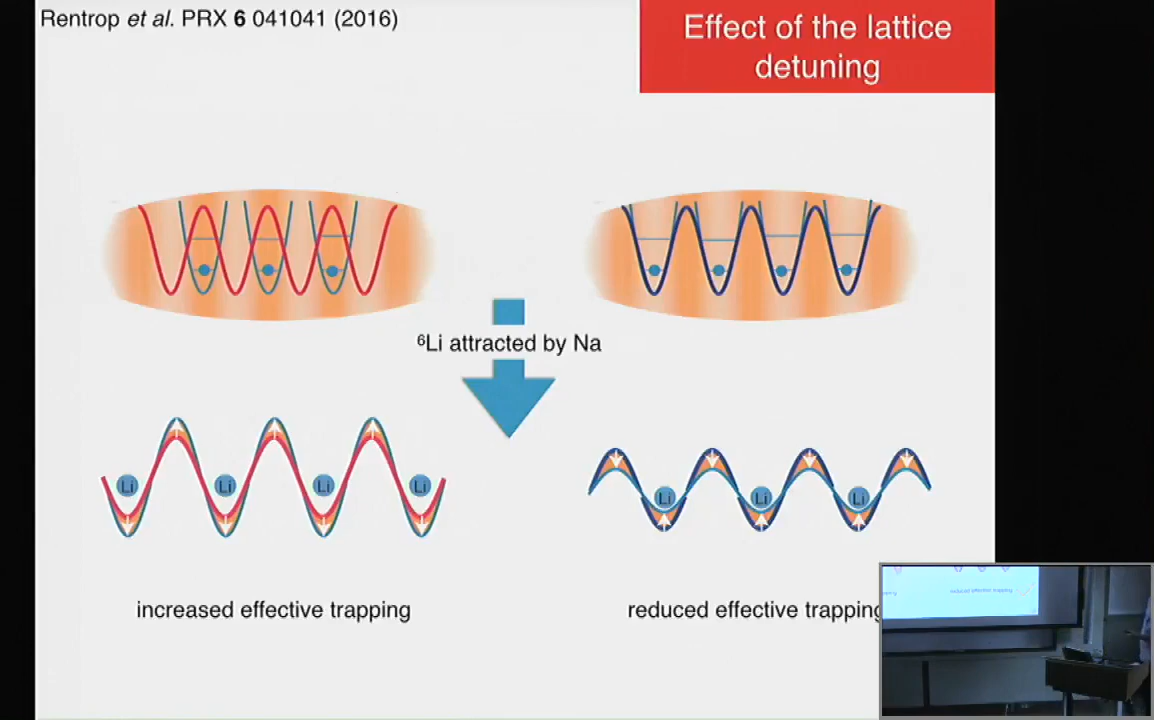 Rentrop et al. PRX 6 041041 (2016)
Effect of the lattice
detuning
⁶Li attracted by Na
Li Li Li Li
Li Li Li
increased effective trapping
reduced effective trapping